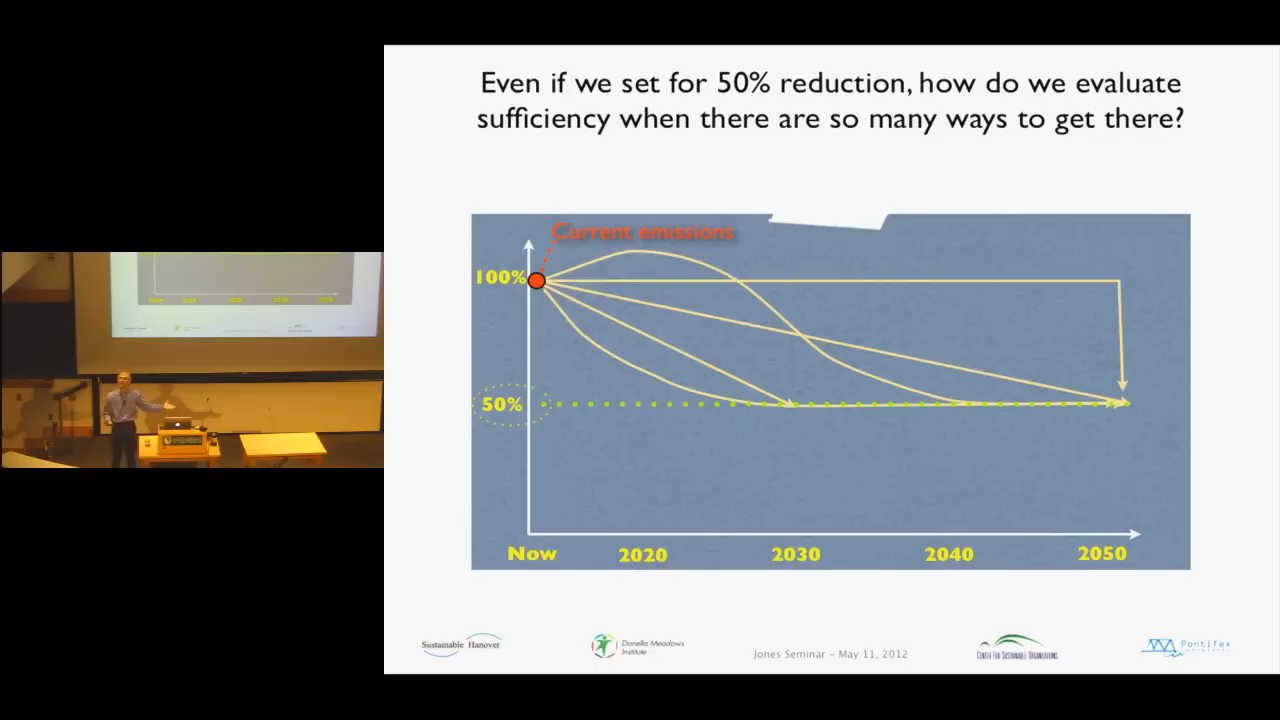 Even if we set for 50% reduction, how do we evaluate
sufficiency when there are so many ways to get there?
Current emissions
100%
50%
Now 2020 2030 2040 2050
Sustainable Hanover
Donella Meadows
Institute
Jones Seminar – May 11, 2012
CENTER FOR SUSTAINABLE ORGANIZATIONS
Pontifex